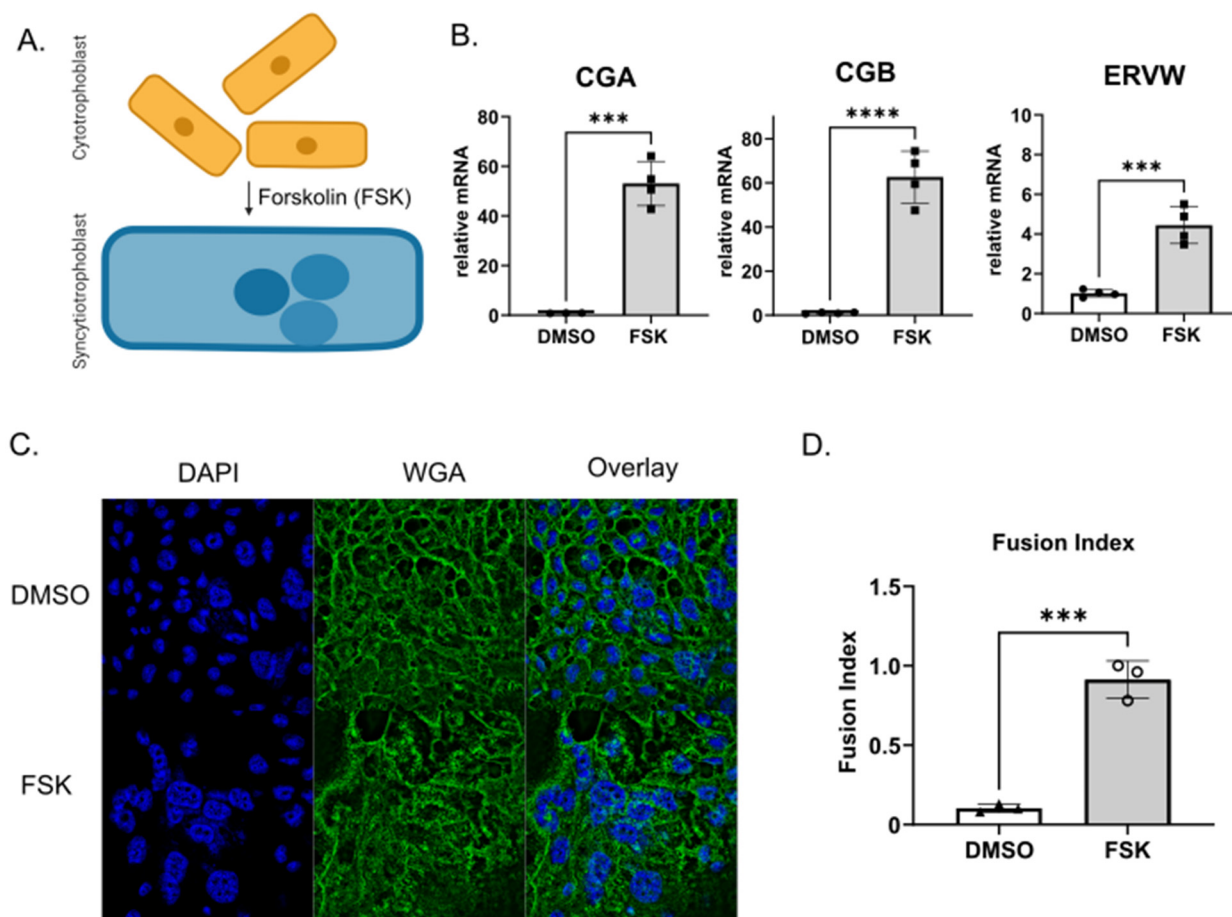 A.
Cytotrophoblast
Forskolin (FSK)
Syncytiotrophoblast
B.
CGA
relative mRNA
80
60
40
20
0
***
DMSO
FSK
CGB
relative mRNA
80
60
40
20
0
****
DMSO
FSK
ERVW
relative mRNA
10
8
6
4
2
0
***
DMSO
FSK
C.
DAPI
WGA
Overlay
DMSO
FSK
D.
Fusion Index
Fusion Index
1.5
1.0
0.5
0
***
DMSO
FSK